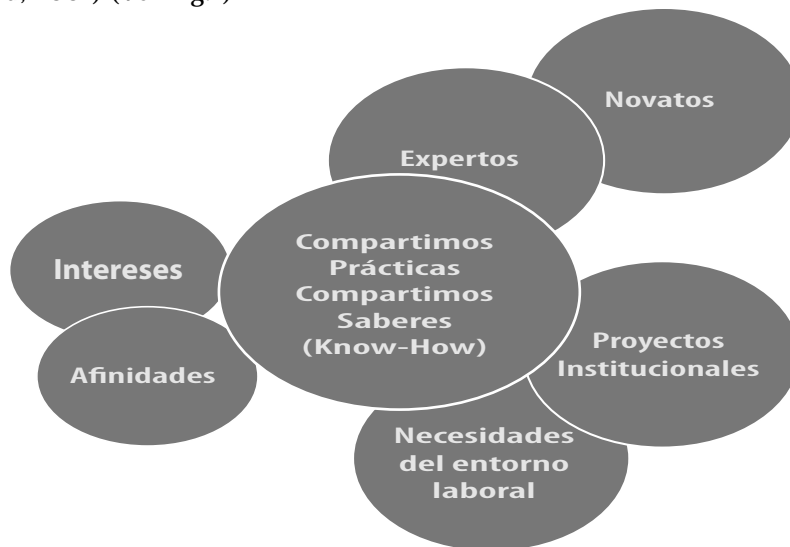 Novatos
Expertos
Compartimos
Prácticas
Compartimos
Saberes
(Know-How)
Intereses
Afinidades
Proyectos
Institucionales
Necesidades
del entorno
laboral